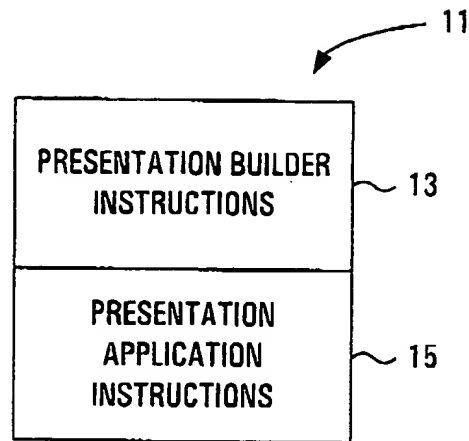 11
PRESENTATION BUILDER
INSTRUCTIONS
13
PRESENTATION
APPLICATION
INSTRUCTIONS
15